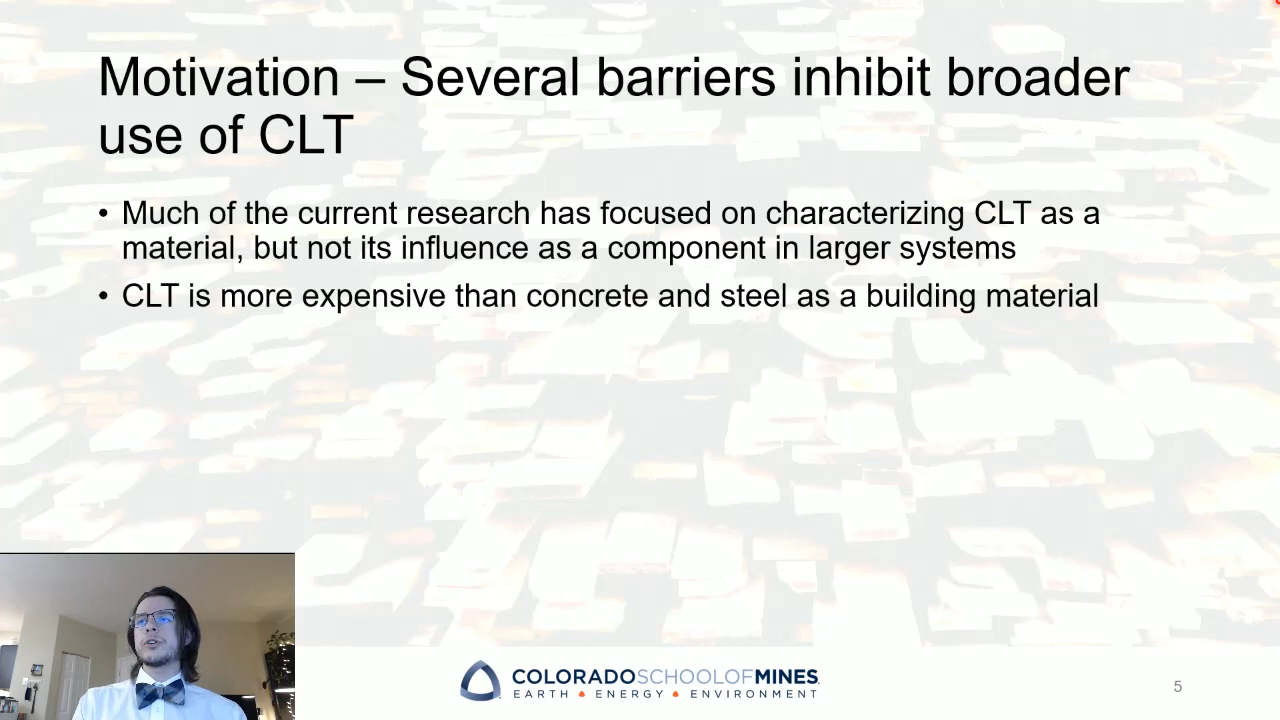 Motivation – Several barriers inhibit broader
use of CLT
• Much of the current research has focused on characterizing CLT as a
material, but not its influence as a component in larger systems
• CLT is more expensive than concrete and steel as a building material
COLORADOSCHOOLOFMINES
EARTH • ENERGY • ENVIRONMENT
5